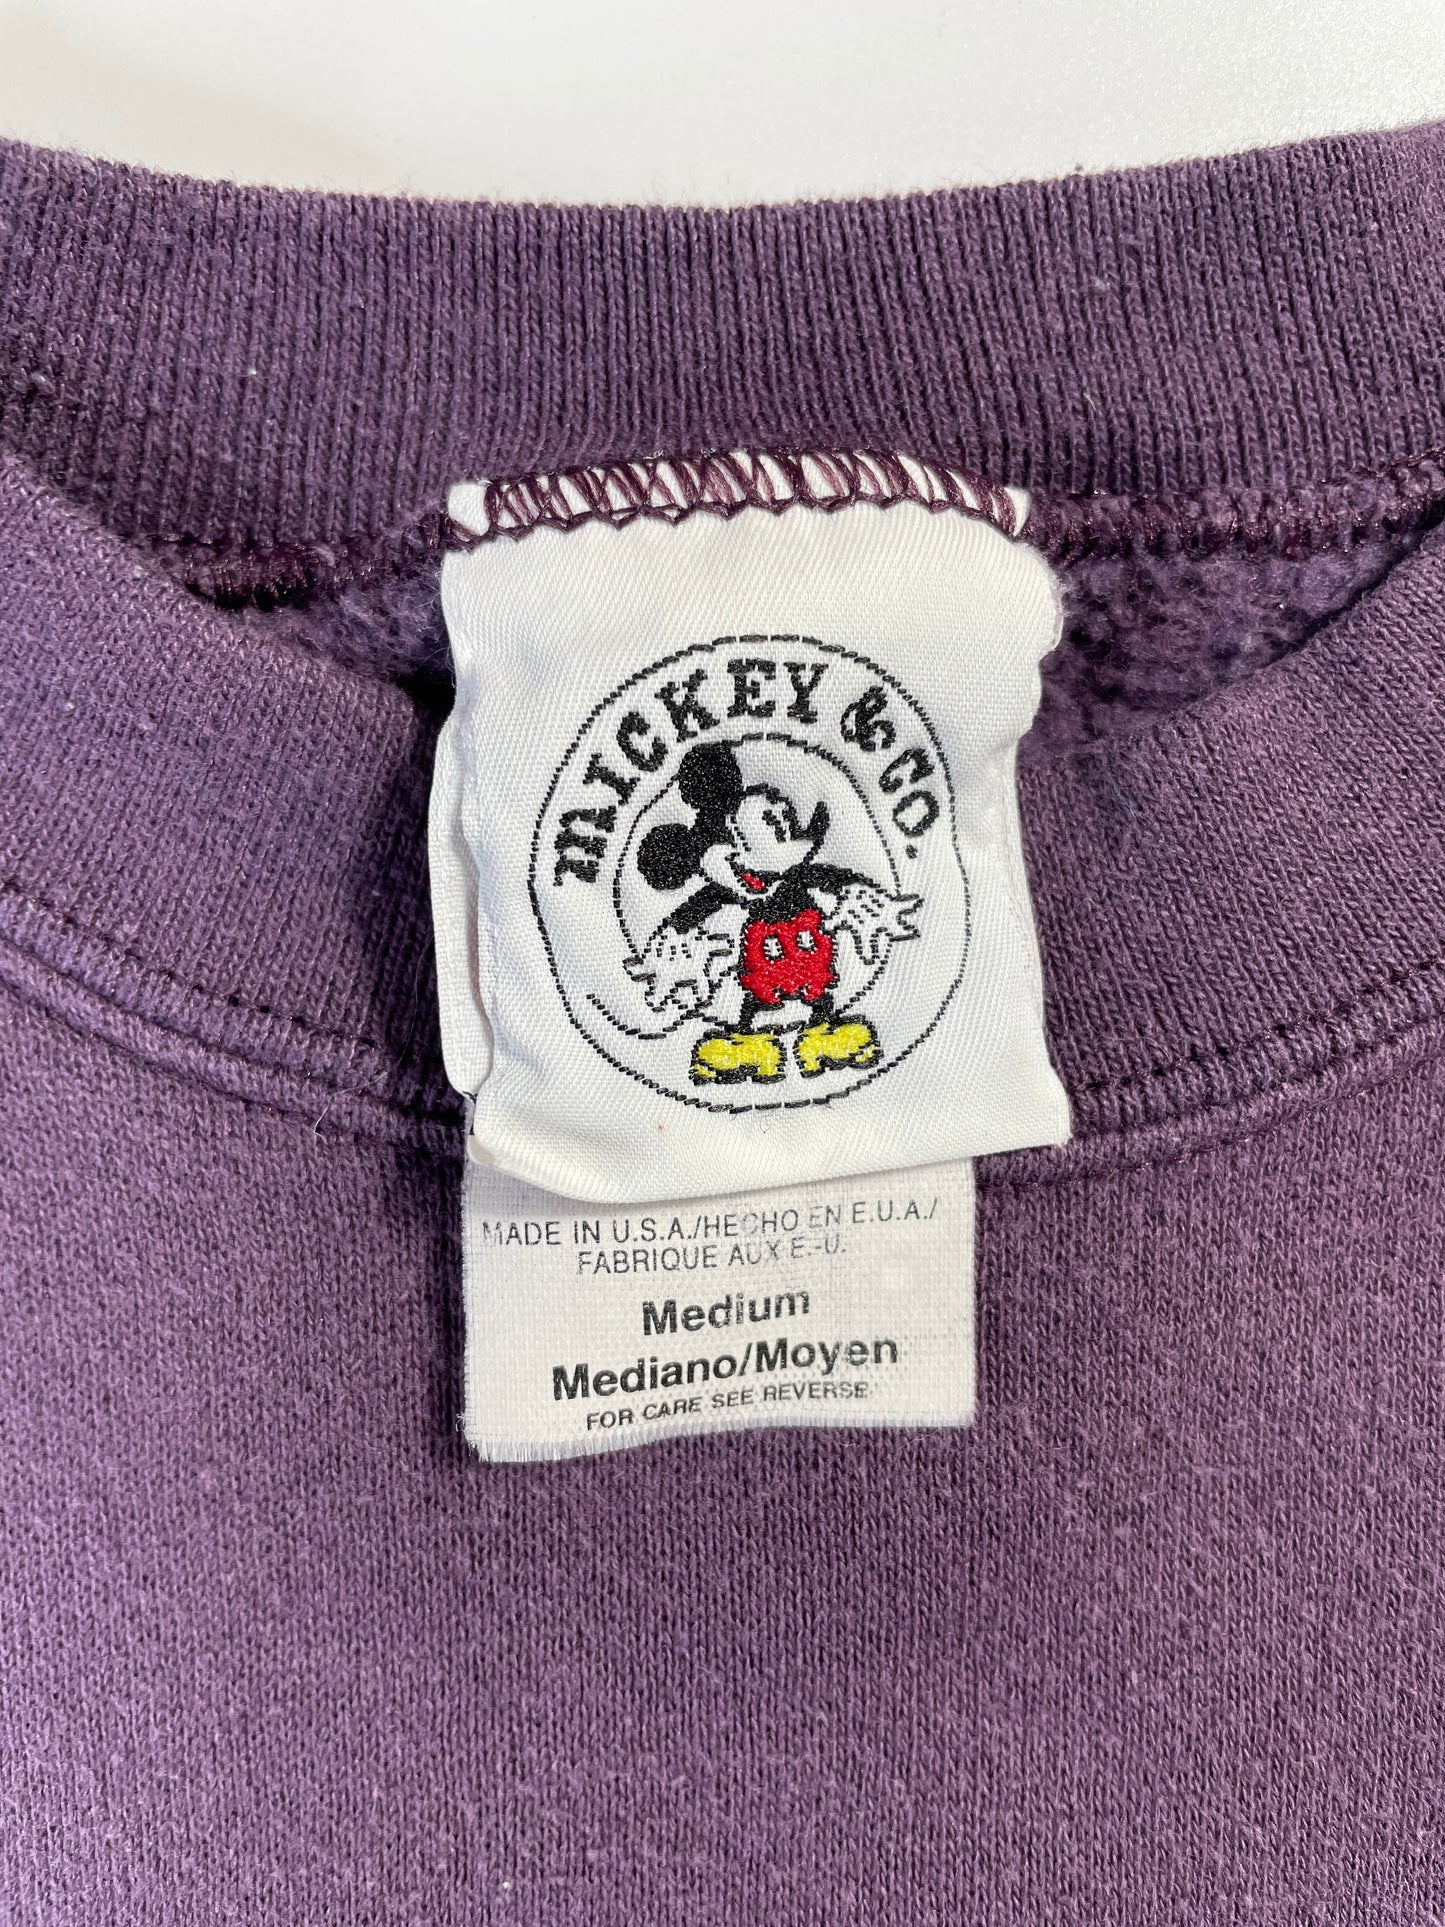 MICKEY & CO.
MADE IN U.S.A./HECHO EN E.U.A./
FABRIQUE AUX E.-U.
Medium
Mediano/Moyen
FOR CARE SEE REVERSE